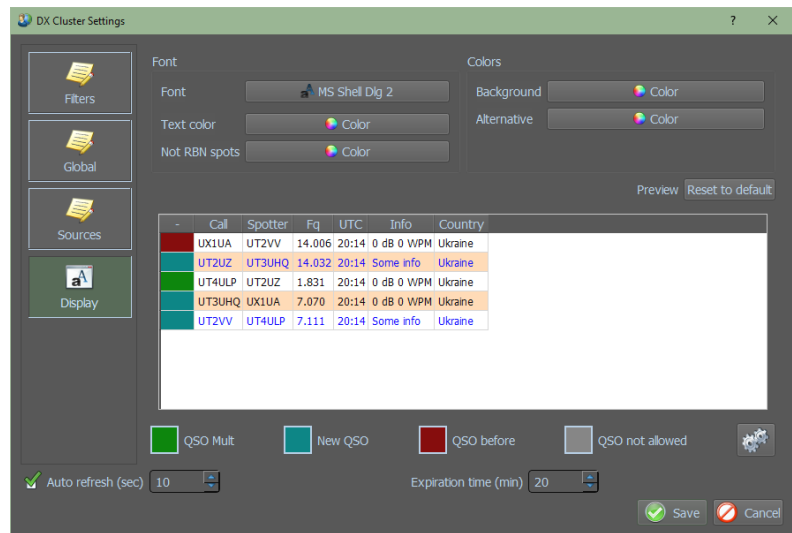 DX Cluster Settings
?
Filters
Global
Sources
Display
Font
Font MS Shell Dlg 2
Text color Color
Not RBN spots Color
Colors
Background Color
Alternative Color
Preview Reset to default
- Call Spotter Fq UTC Info Country
UX1UA UT2VV 14.006 20:14 0 dB 0 WPM Ukraine
UT2UZ UT3UHQ 14.032 20:14 Some info Ukraine
UT4ULP UT2UZ 1.831 20:14 0 dB 0 WPM Ukraine
UT3UHQ UX1UA 7.070 20:14 0 dB 0 WPM Ukraine
UT2VV UT4ULP 7.111 20:14 Some info Ukraine
QSO Mult New QSO QSO before QSO not allowed
Auto refresh (sec) 10 Expiration time (min) 20
Save Cancel